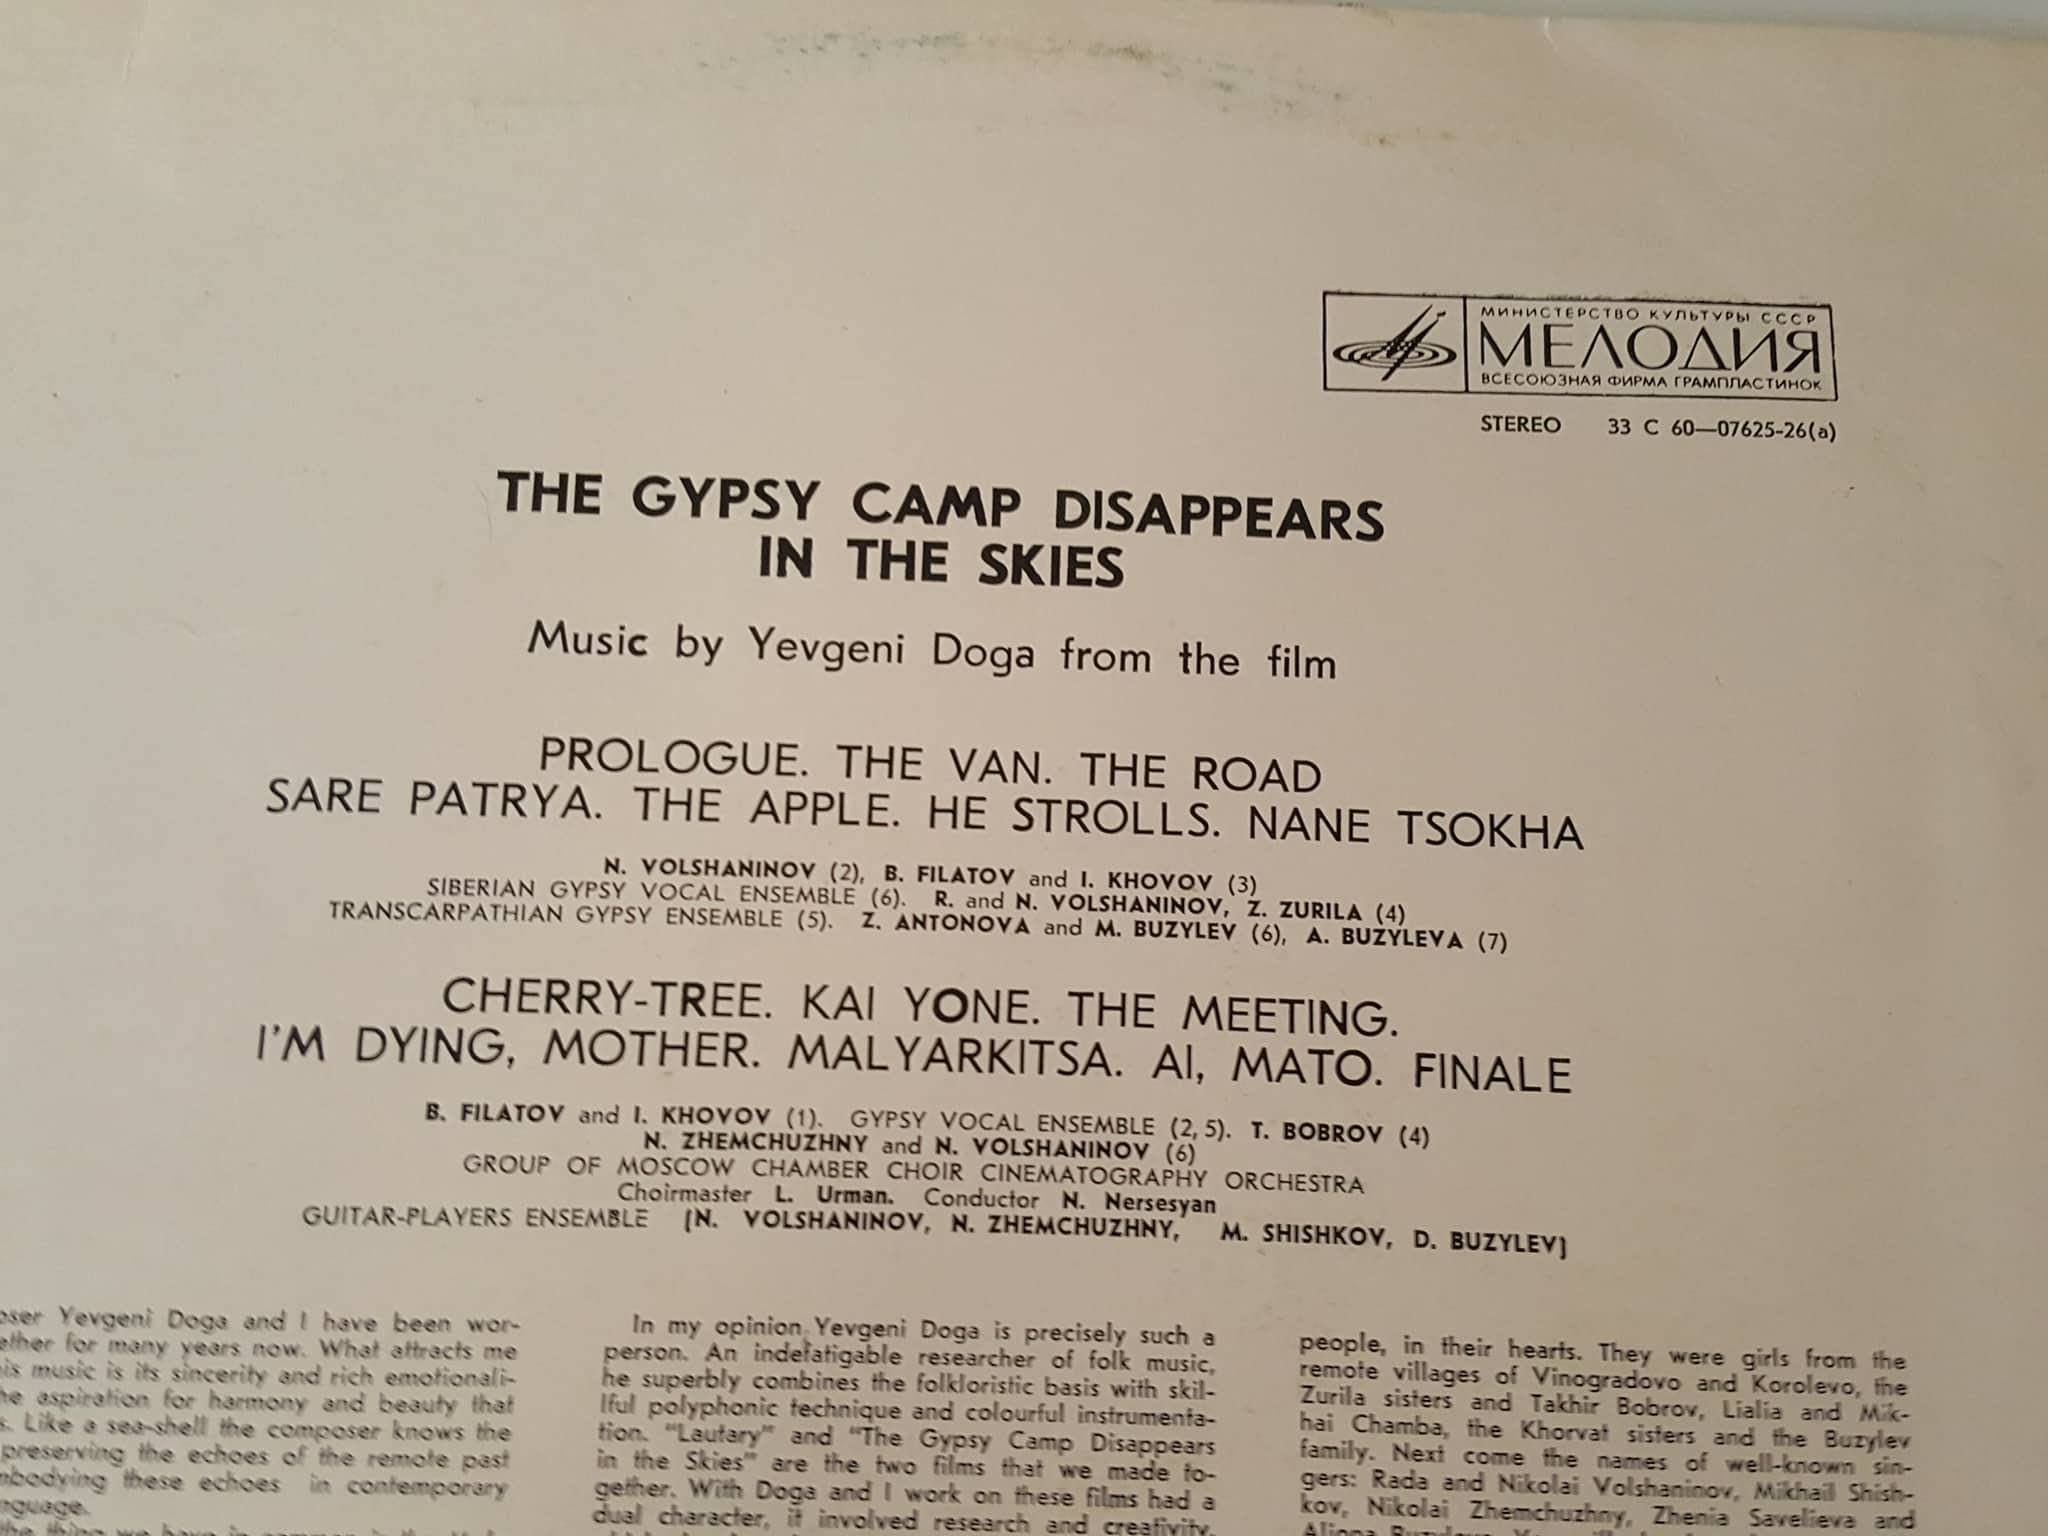 МИНИСТЕРСТВО КУЛЬТУРЫ СССР
МЕЛОДИЯ
ВСЕСОЮЗНАЯ ФИРМА ГРАМПЛАСТИНОК
STEREO 33 С 60—07625-26(а)
THE GYPSY CAMP DISAPPEARS
IN THE SKIES
Music by Yevgeni Doga from the film
PROLOGUE. THE VAN. THE ROAD
SARE PATRYA. THE APPLE. HE STROLLS. NANE TSOKHA
N. VOLSHANINOV (2), B. FILATOV and I. KHOVOV (3)
SIBERIAN GYPSY VOCAL ENSEMBLE (6). R. and N. VOLSHANINOV, Z. ZURILA (4)
TRANSCARPATHIAN GYPSY ENSEMBLE (5). Z. ANTONOVA and M. BUZYLEV (6), A. BUZYLEVA (7)
CHERRY-TREE. KAI YONE. THE MEETING.
I'M DYING, MOTHER. MALYARKITSA. AI, MATO. FINALE
B. FILATOV and I. KHOVOV (1). GYPSY VOCAL ENSEMBLE (2, 5). T. BOBROV (4)
N. ZHEMCHUZHNY and N. VOLSHANINOV (6)
GROUP OF MOSCOW CHAMBER CHOIR CINEMATOGRAPHY ORCHESTRA
Choirmaster L. Urman. Conductor N. Nersesyan
GUITAR-PLAYERS ENSEMBLE (N. VOLSHANINOV, N. ZHEMCHUZHNY, M. SHISHKOV, D. BUZYLEV)
Yevgeni Doga and I have been wor-
for many years now. What attracts me
music is its sincerity and rich emotionali-
aspiration for harmony and beauty that
Like a sea-shell the composer knows the
preserving the echoes of the remote past
these echoes in contemporary
In my opinion Yevgeni Doga is precisely such a
person. An indefatigable researcher of folk music,
he superbly combines the folkloristic basis with skil-
lful polyphonic technique and colourful instrumenta-
tion. "Lautary" and "The Gypsy Camp Disappears
in the Skies" are the two films that we made to-
gether. With Doga and I work on these films had a
dual character, it involved research and creativity,
people, in their hearts. They were girls from the
remote villages of Vinogradovo and Korolevo, the
Zurila sisters and Takhir Bobrov, Lialia and Mik-
hai Chamba, the Khorvat sisters and the Buzylev
family. Next come the names of well-known sin-
gers: Rada and Nikolai Volshaninov, Mikhail Shish-
kov, Nikolai Zhemchuzhny, Zhenia Savelieva and